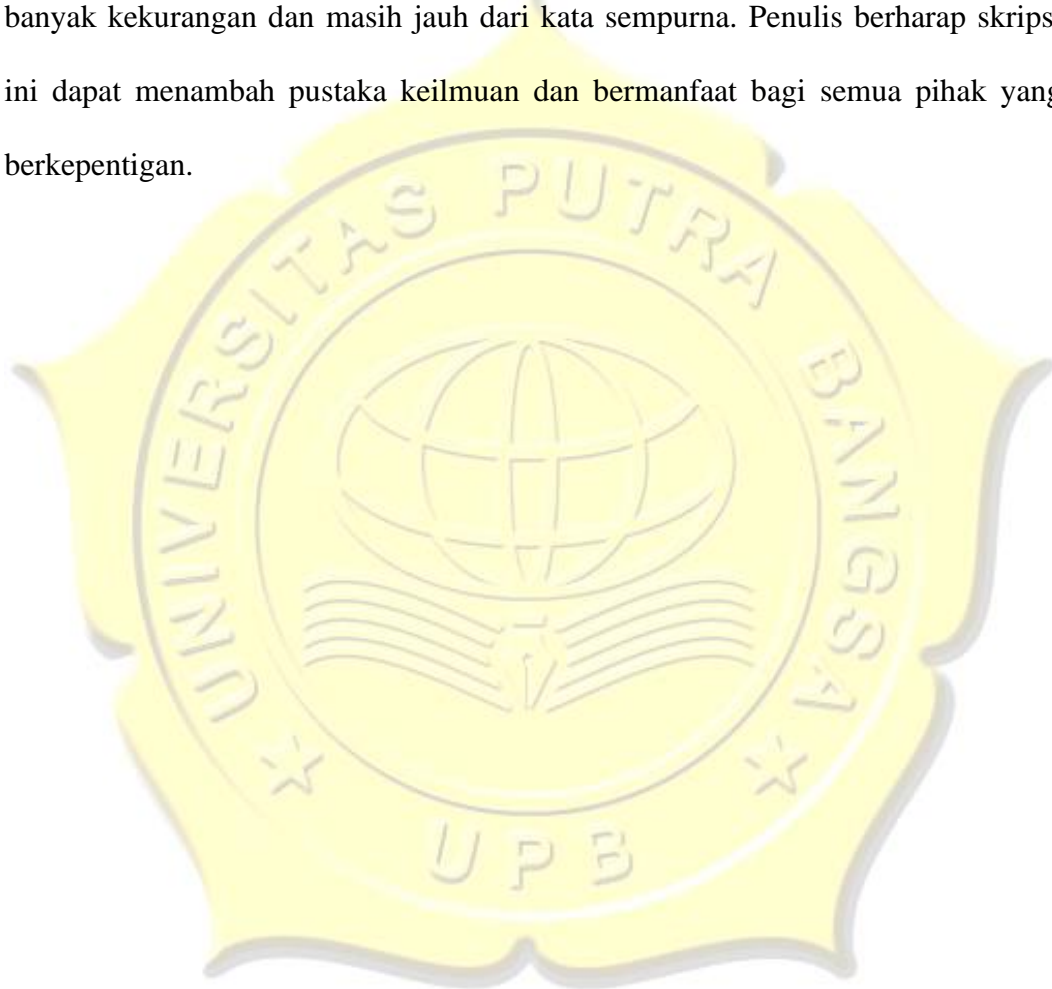 banyak kekurangan dan masih jauh dari kata sempurna. Penulis berharap skrips
ini dapat menambah pustaka keilmuan dan bermanfaat bagi semua pihak yang
berkepentigan.
UNIVERSITAS PUTRA BANGSA
UPB